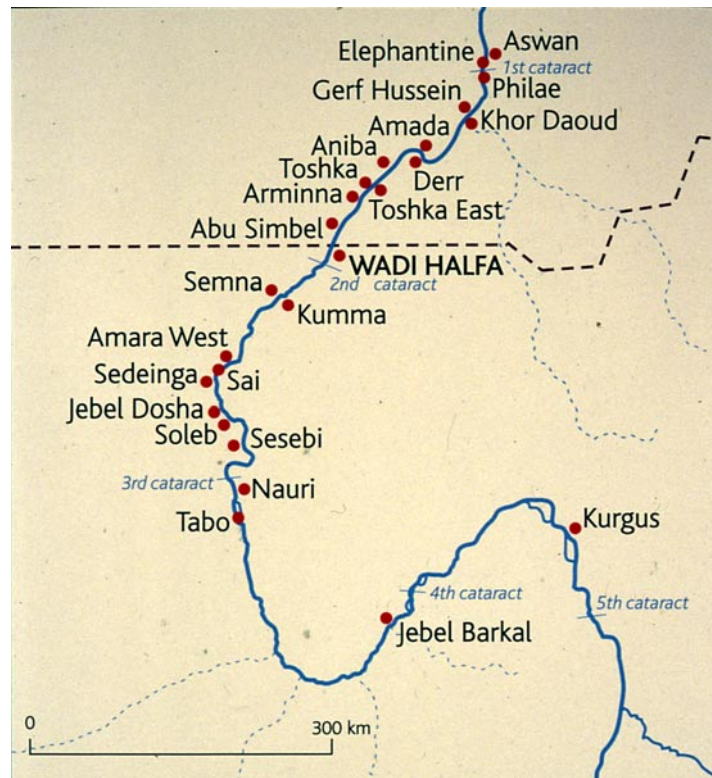 Elephantine
Aswan
1st cataract
Philae
Gerf Hussein
Khor Daoud
Amada
Aniba
Derr
Toshka
Toshka East
Arminna
Abu Simbel
WADI HALFA
2nd cataract
Semna
Kumma
Amara West
Sai
Sedeinga
Jebel Dosha
Soleb
Sesebi
3rd cataract
Nauri
Tabo
Kurgus
4th cataract
5th cataract
Jebel Barkal
0
300 km